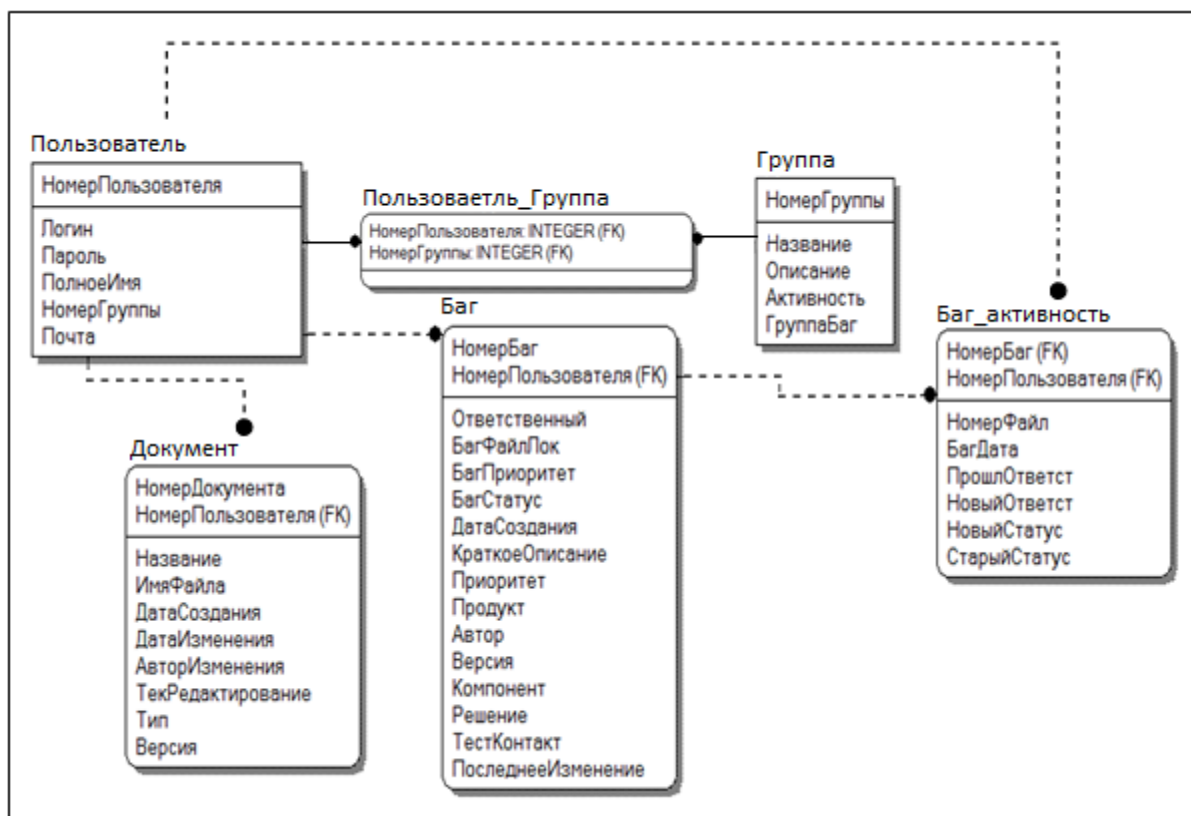 Пользователь
НомерПользователя
Логин
Пароль
ПолноеИмя
НомерГруппы
Почта
Пользоваетль_Группа
НомерПользователя: INTEGER (FK)
НомерГруппы: INTEGER (FK)
Группа
НомерГруппы
Название
Описание
Активность
ГруппаБаг
Баг
НомерБаг
НомерПользователя (FK)
Ответственный
БагФайлЛок
БагПриоритет
БагСтатус
ДатаСоздания
КраткоеОписание
Приоритет
Продукт
Автор
Версия
Компонент
Решение
ТестКонтакт
ПоследнееИзменение
Баг_активность
НомерБаг (FK)
НомерПользователя (FK)
НомерФайл
БагДата
ПрошлОтветст
НовыйОтветст
НовыйСтатус
СтарыйСтатус
Документ
НомерДокумента
НомерПользователя (FK)
Название
ИмяФайла
ДатаСоздания
ДатаИзменения
АвторИзменения
ТекРедактирование
Тип
Версия